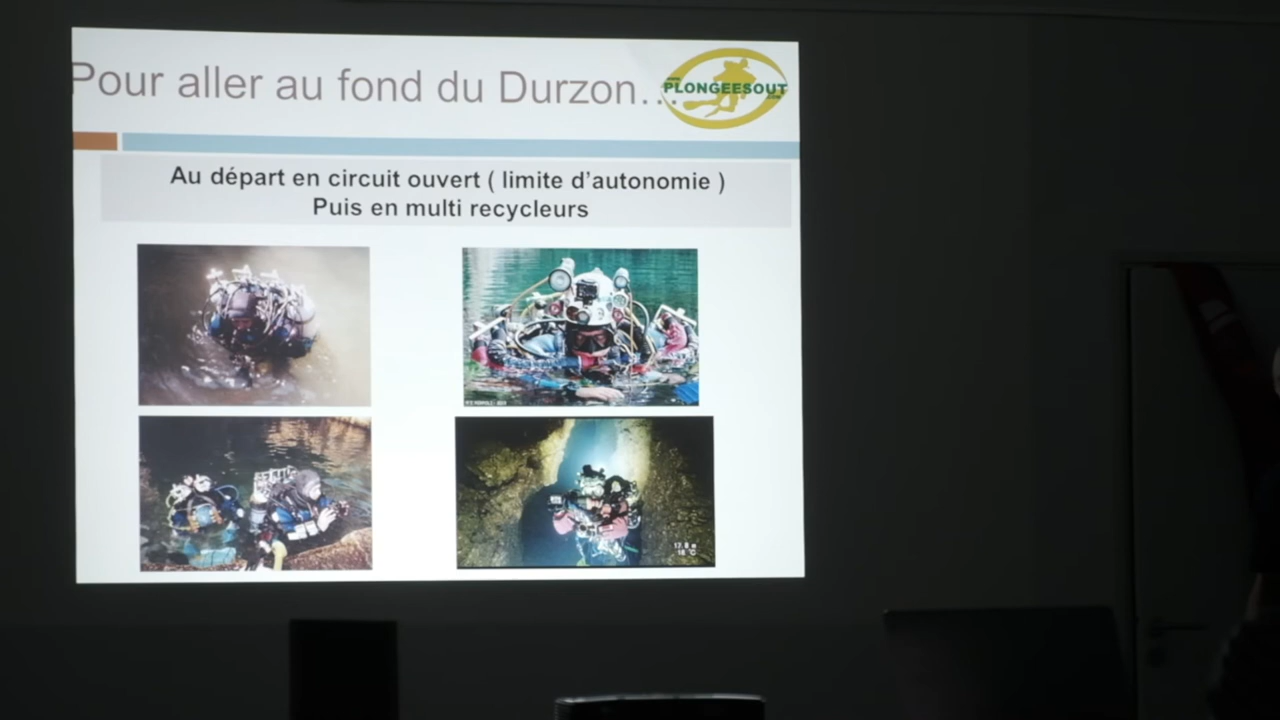 Pour aller au fond du Durzon...
PLONGEESOUT
Au départ en circuit ouvert ( limite d'autonomie )
Puis en multi recycleurs